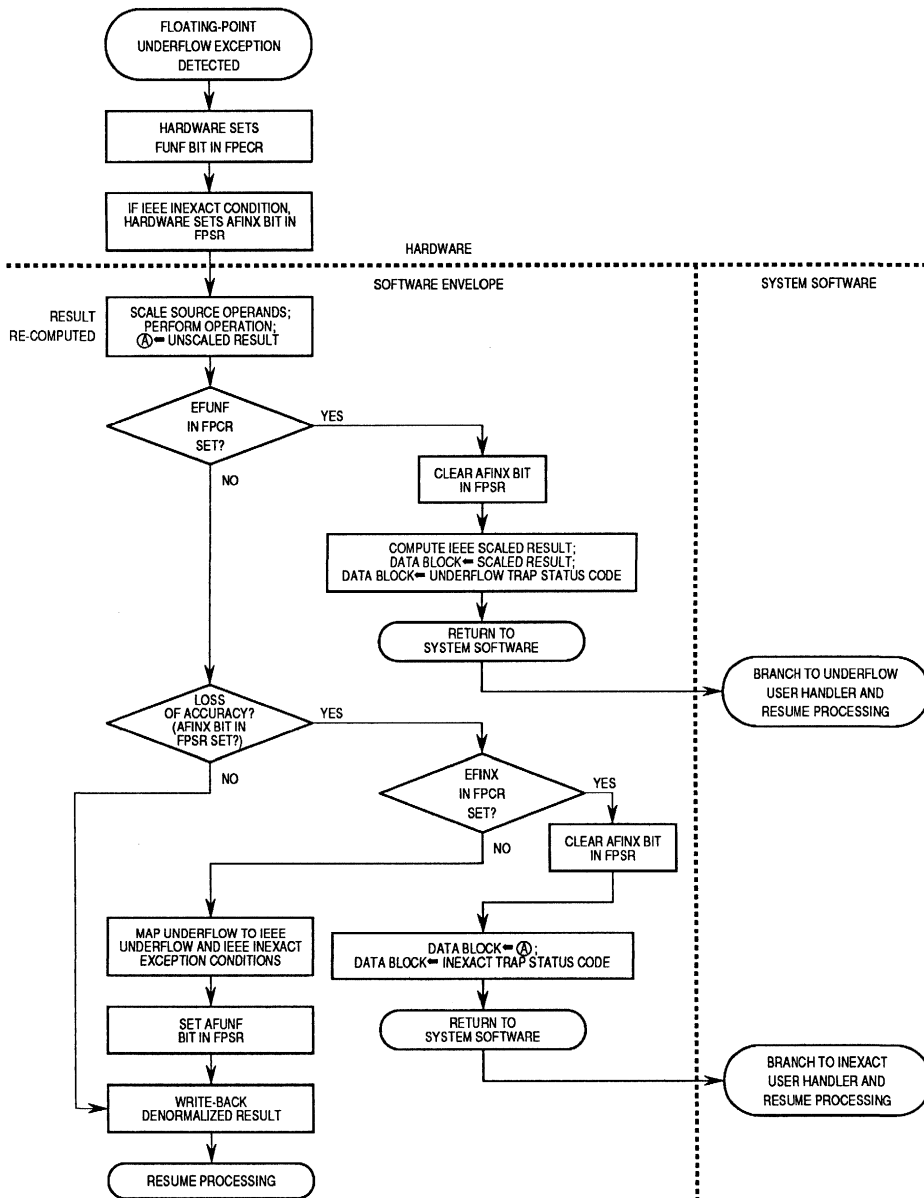 FLOATING-POINT
UNDERFLOW EXCEPTION
DETECTED
HARDWARE SETS
FUNF BIT IN FPECR
IF IEEE INEXACT CONDITION,
HARDWARE SETS AFINX BIT IN
FPSR
HARDWARE
SOFTWARE ENVELOPE
SYSTEM SOFTWARE
RESULT
RE-COMPUTED
SCALE SOURCE OPERANDS;
PERFORM OPERATION;
Ⓐ ← UNSCALED RESULT
EFUNF
IN FPCR
SET?
YES
NO
CLEAR AFINX BIT
IN FPSR
COMPUTE IEEE SCALED RESULT;
DATA BLOCK ← SCALED RESULT;
DATA BLOCK ← UNDERFLOW TRAP STATUS CODE
RETURN TO
SYSTEM SOFTWARE
BRANCH TO UNDERFLOW
USER HANDLER AND
RESUME PROCESSING
LOSS
OF ACCURACY?
(AFINX BIT IN
FPSR SET?)
YES
NO
EFINX
IN FPCR
SET?
YES
NO
CLEAR AFINX BIT
IN FPSR
MAP UNDERFLOW TO IEEE
UNDERFLOW AND IEEE INEXACT
EXCEPTION CONDITIONS
DATA BLOCK ← Ⓐ;
DATA BLOCK ← INEXACT TRAP STATUS CODE
SET AFUNF
BIT IN FPSR
RETURN TO
SYSTEM SOFTWARE
BRANCH TO INEXACT
USER HANDLER AND
RESUME PROCESSING
WRITE-BACK
DENORMALIZED RESULT
RESUME PROCESSING